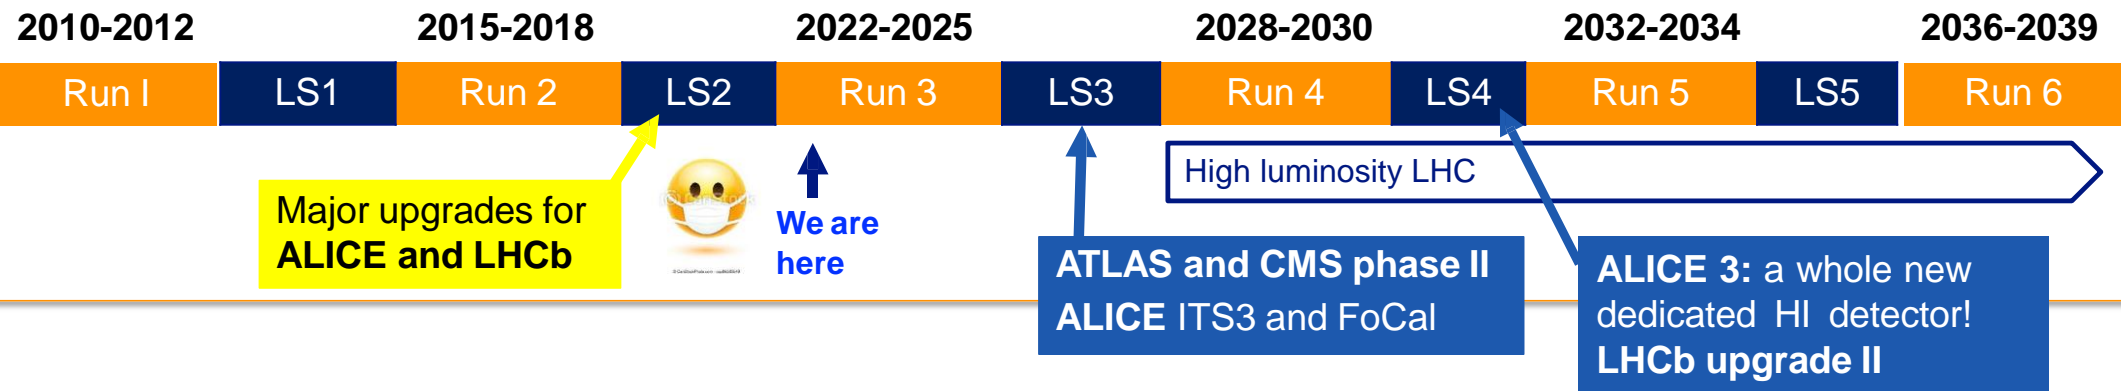 2010-2012 2015-2018 2022-2025 2028-2030 2032-2034 2036-2039
Run I LS1 Run 2 LS2 Run 3 LS3 Run 4 LS4 Run 5 LS5 Run 6
High luminosity LHC
Major upgrades for
ALICE and LHCb
We are
here
ATLAS and CMS phase II
ALICE ITS3 and FoCal
ALICE 3: a whole new
dedicated HI detector!
LHCb upgrade II